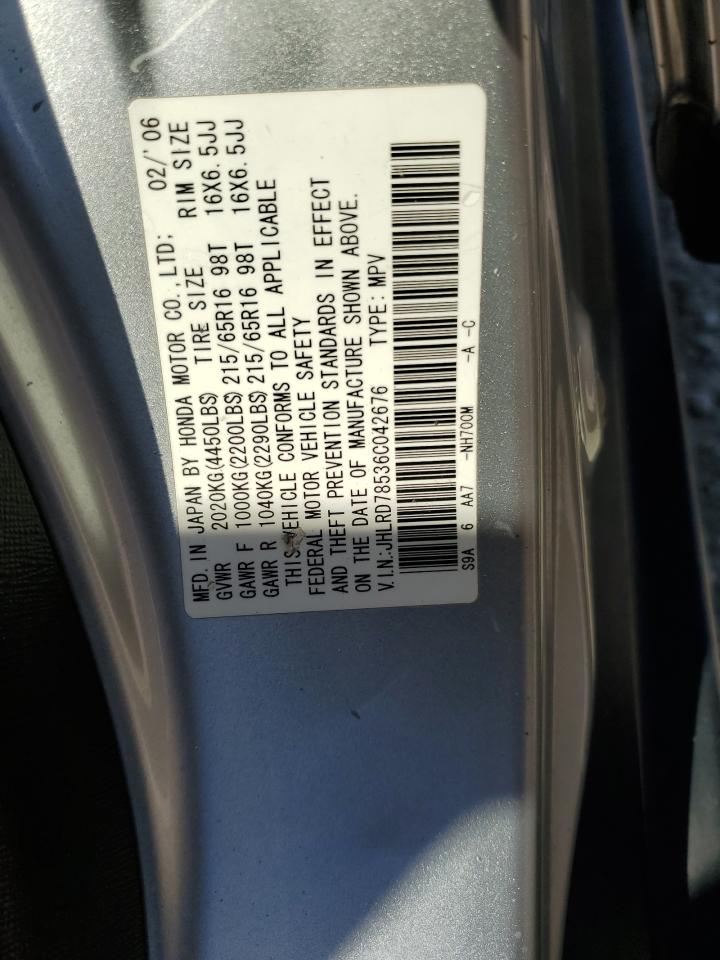 MFD. IN JAPAN BY HONDA MOTOR CO., LTD; 02/'06
GVWR 2020KG(4450LBS) TIRE SIZE RIM SIZE
GAWR F 1000KG(2200LBS) 215/65R16 98T 16X6. 5JJ
GAWR R 1040KG(2290LBS) 215/65R16 98T 16X6. 5JJ
THIS VEHICLE CONFORMS TO ALL APPLICABLE
FEDERAL MOTOR VEHICLE SAFETY
AND THEFT PREVENTION STANDARDS IN EFFECT
ON THE DATE OF MANUFACTURE SHOWN ABOVE.
V.I.N.:JHLRD78536C042676 TYPE: MPV
S9A 6 AA7 -NH700M -A -C